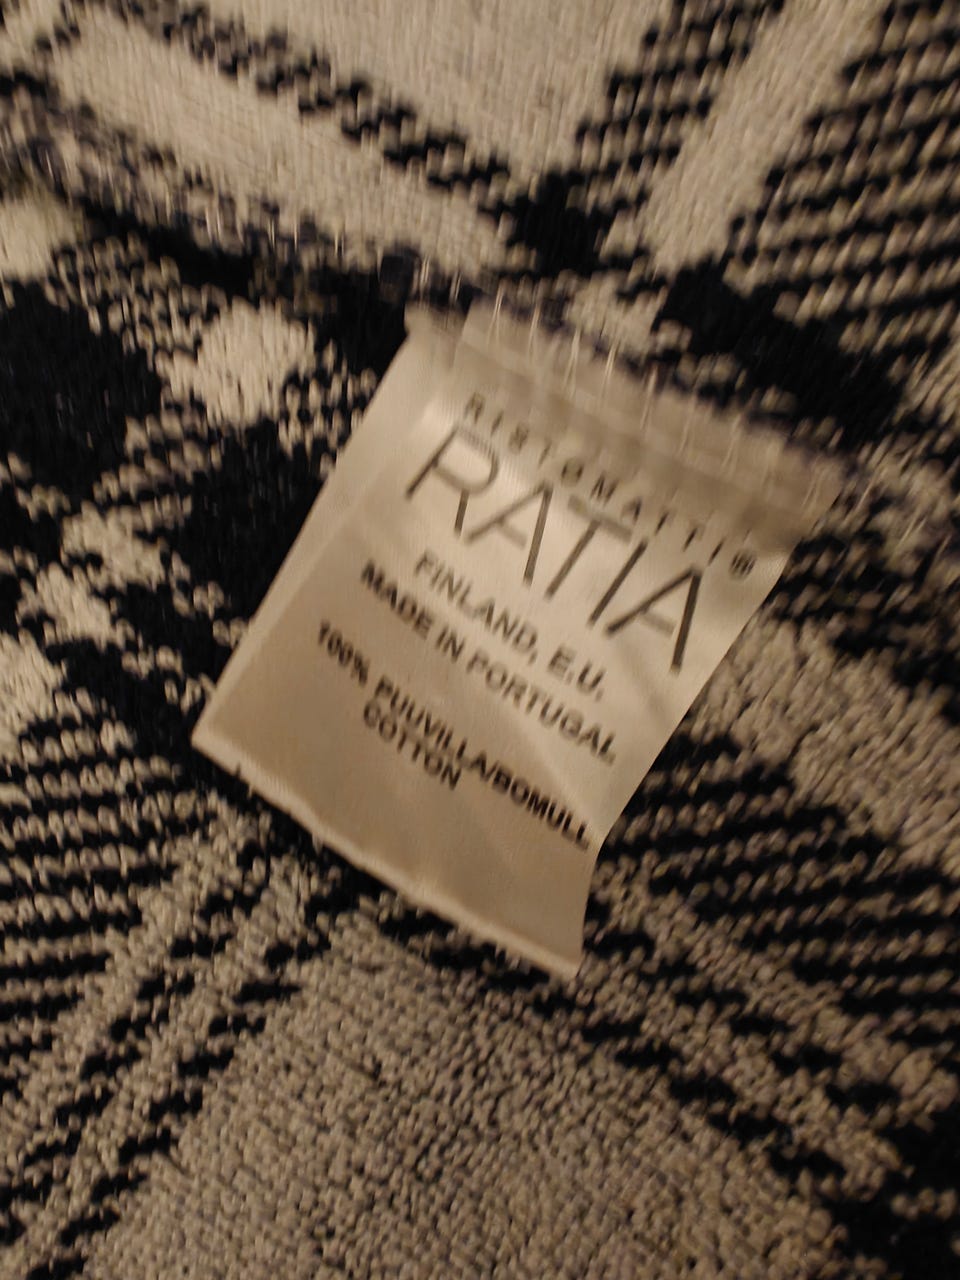 RISTOMATTI
RATIA®
FINLAND, E.U.
MADE IN PORTUGAL
100% PUUVILLA/BOMULL
COTTON